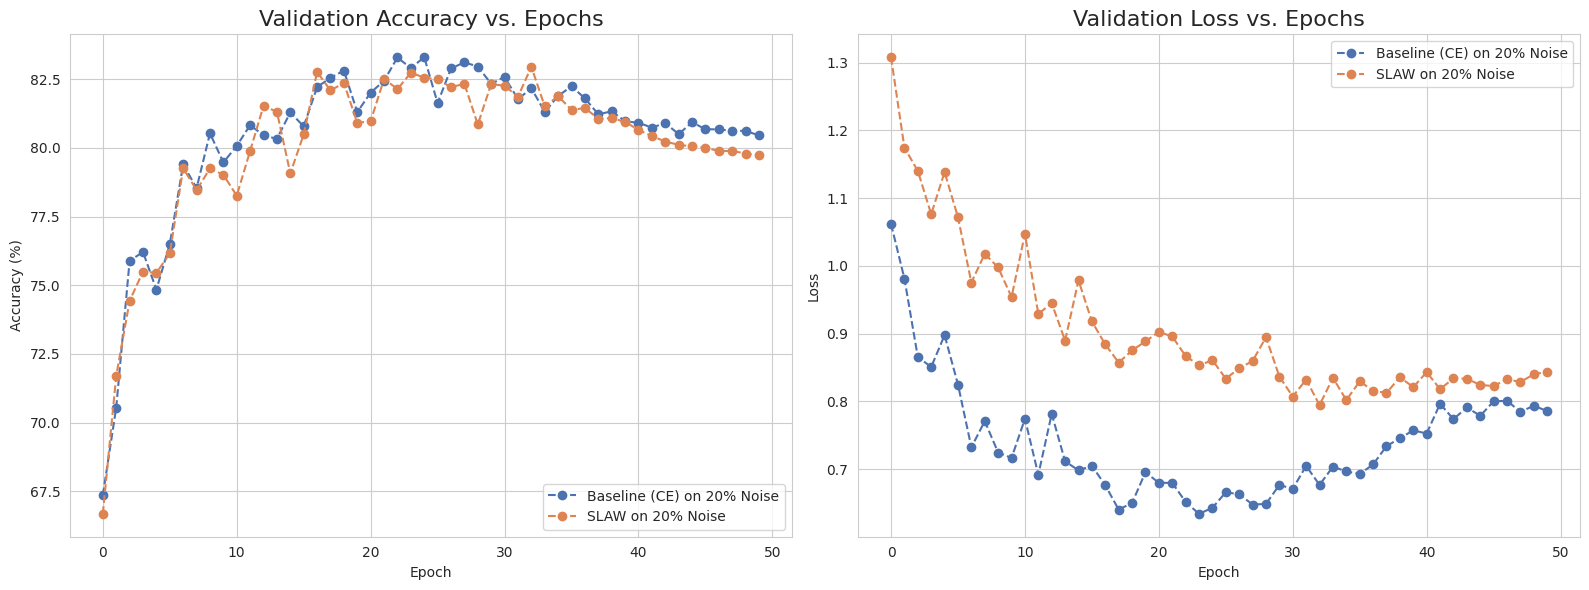 Validation Accuracy vs. Epochs
Accuracy (%)
82.5
80.0
77.5
75.0
72.5
70.0
67.5
Baseline (CE) on 20% Noise
SLAW on 20% Noise
0
10
20
30
40
50
Epoch
Validation Loss vs. Epochs
Baseline (CE) on 20% Noise
SLAW on 20% Noise
Loss
1.3
1.2
1.1
1.0
0.9
0.8
0.7
0
10
20
30
40
50
Epoch